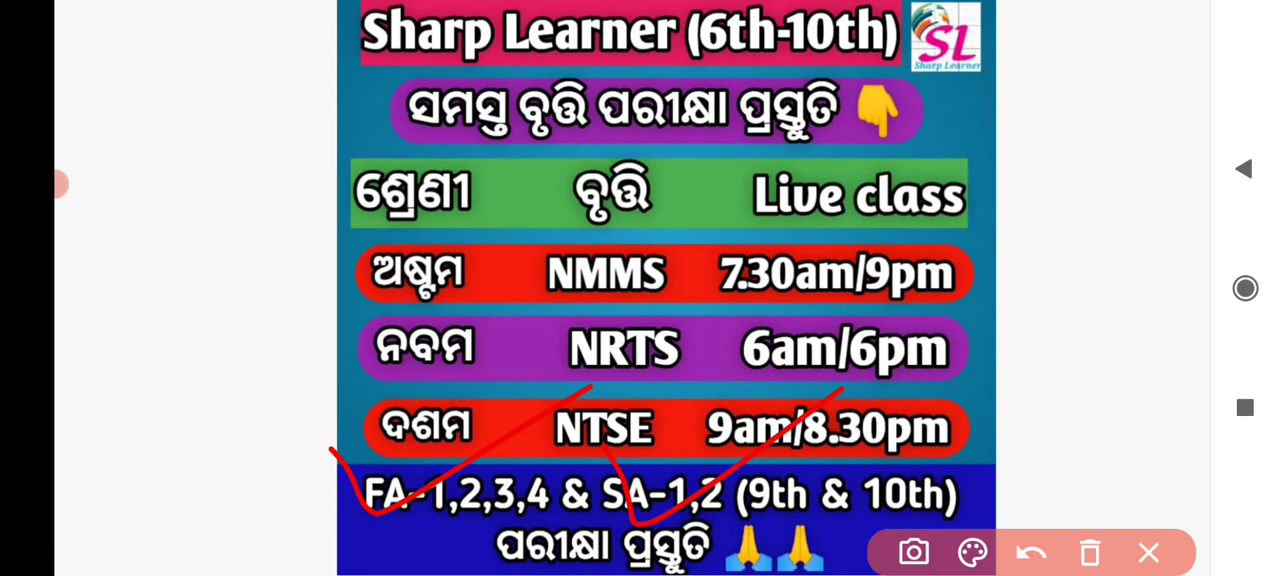 Sharp Learner (6th-10th)
SL
Sharp Learner
ସମସ୍ତ ବୃତ୍ତି ପରୀକ୍ଷା ପ୍ରସ୍ତୁତି 👇
ଶ୍ରେଣୀ ବୃତ୍ତି Live class
ଅଷ୍ଟମ NMMS 7.30am/9pm
ନବମ NRTS 6am/6pm
ଦଶମ NTSE 9am/8.30pm
FA-1,2,3,4 & SA-1,2 (9th & 10th)
ପରୀକ୍ଷା ପ୍ରସ୍ତୁତି 🙏🙏